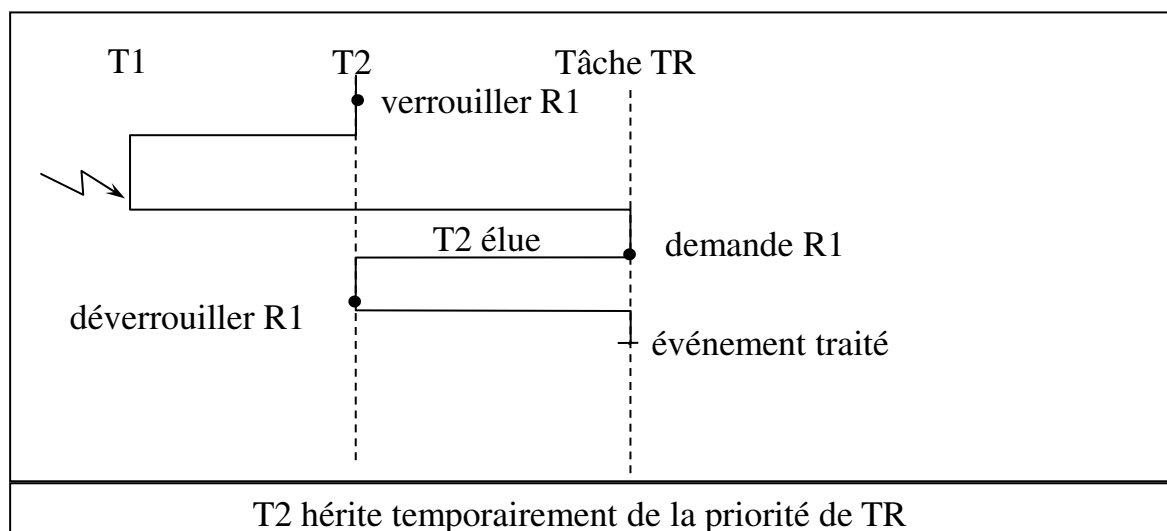 T1 T2 Tâche TR
verrouiller R1
T2 élue
demande R1
déverrouiller R1
événement traité
T2 hérite temporairement de la priorité de TR